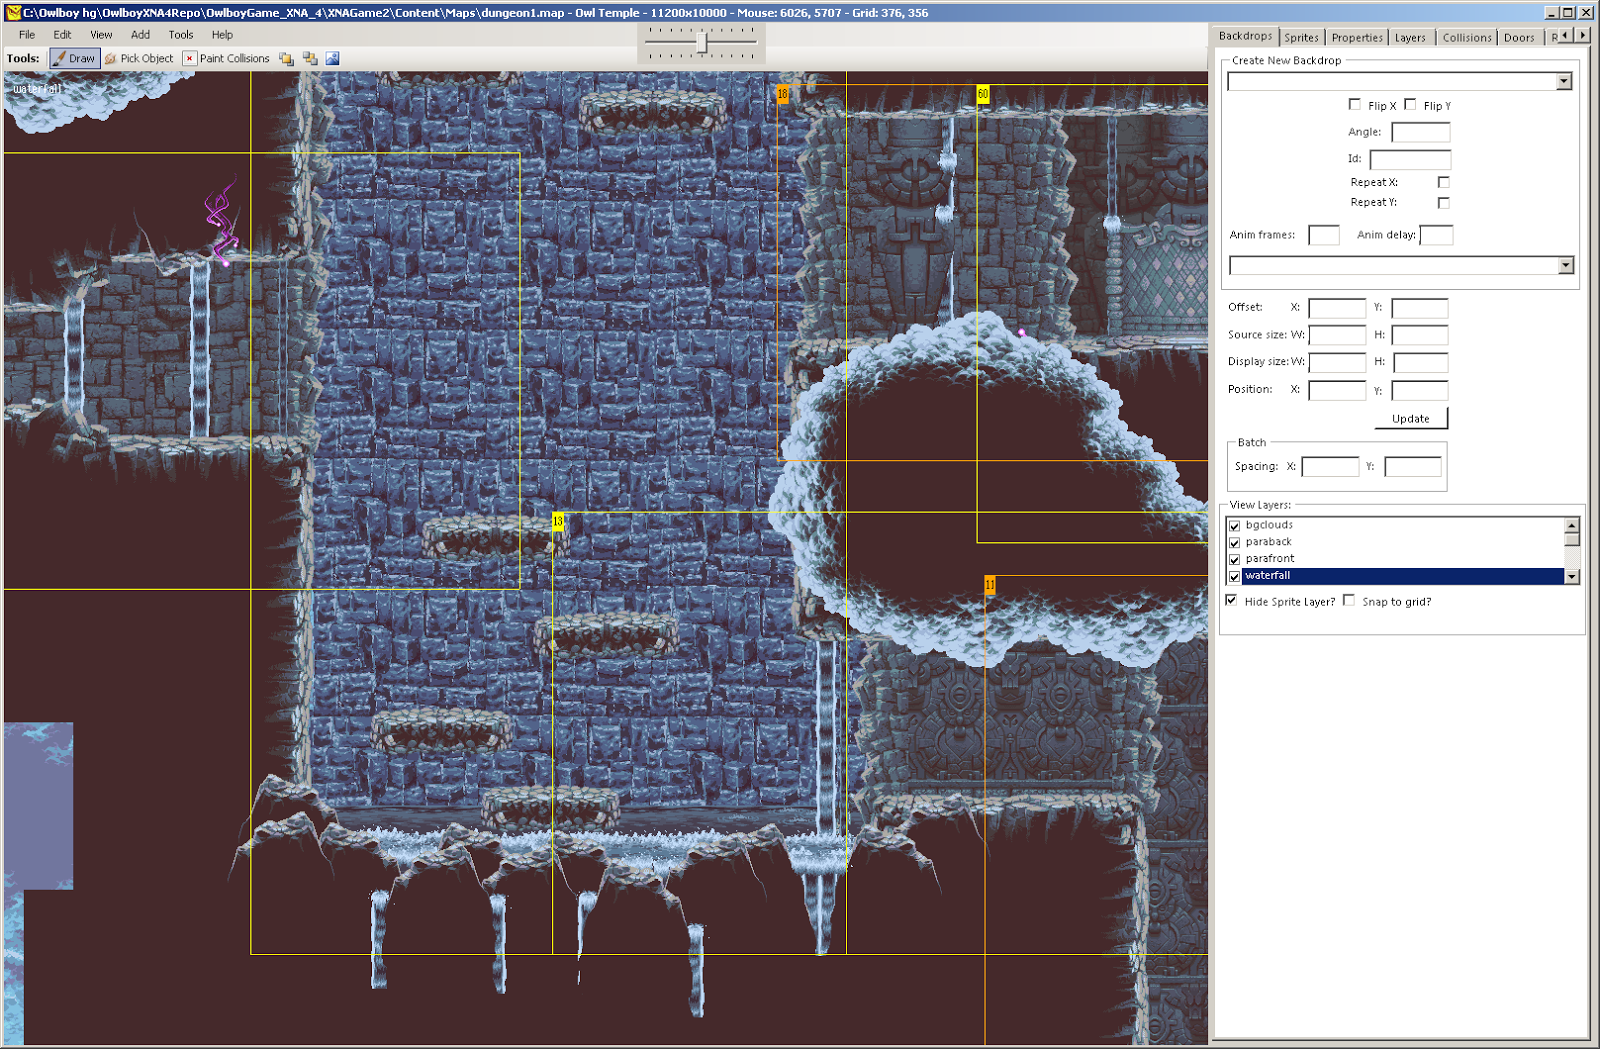 C:\Owlboy hg\OwlboyXNA4Repo\OwlboyGame_XNA_4\XNAGame2\Content\Maps\dungeon1.map - Owl Temple - 11200x10000 - Mouse: 6026, 5707 - Grid: 376, 356
File Edit View Add Tools Help
Tools: Draw Pick Object Paint Collisions
Backdrops Sprites Properties Layers Collisions Doors R
waterfall
18
60
13
11
Create New Backdrop
Flip X Flip Y
Angle:
Id:
Repeat X:
Repeat Y:
Anim frames: Anim delay:
Offset: X: Y:
Source size: W: H:
Display size: W: H:
Position: X: Y:
Update
Batch
Spacing: X: Y:
View Layers:
bgclouds
paraback
parafront
waterfall
Hide Sprite Layer? Snap to grid?